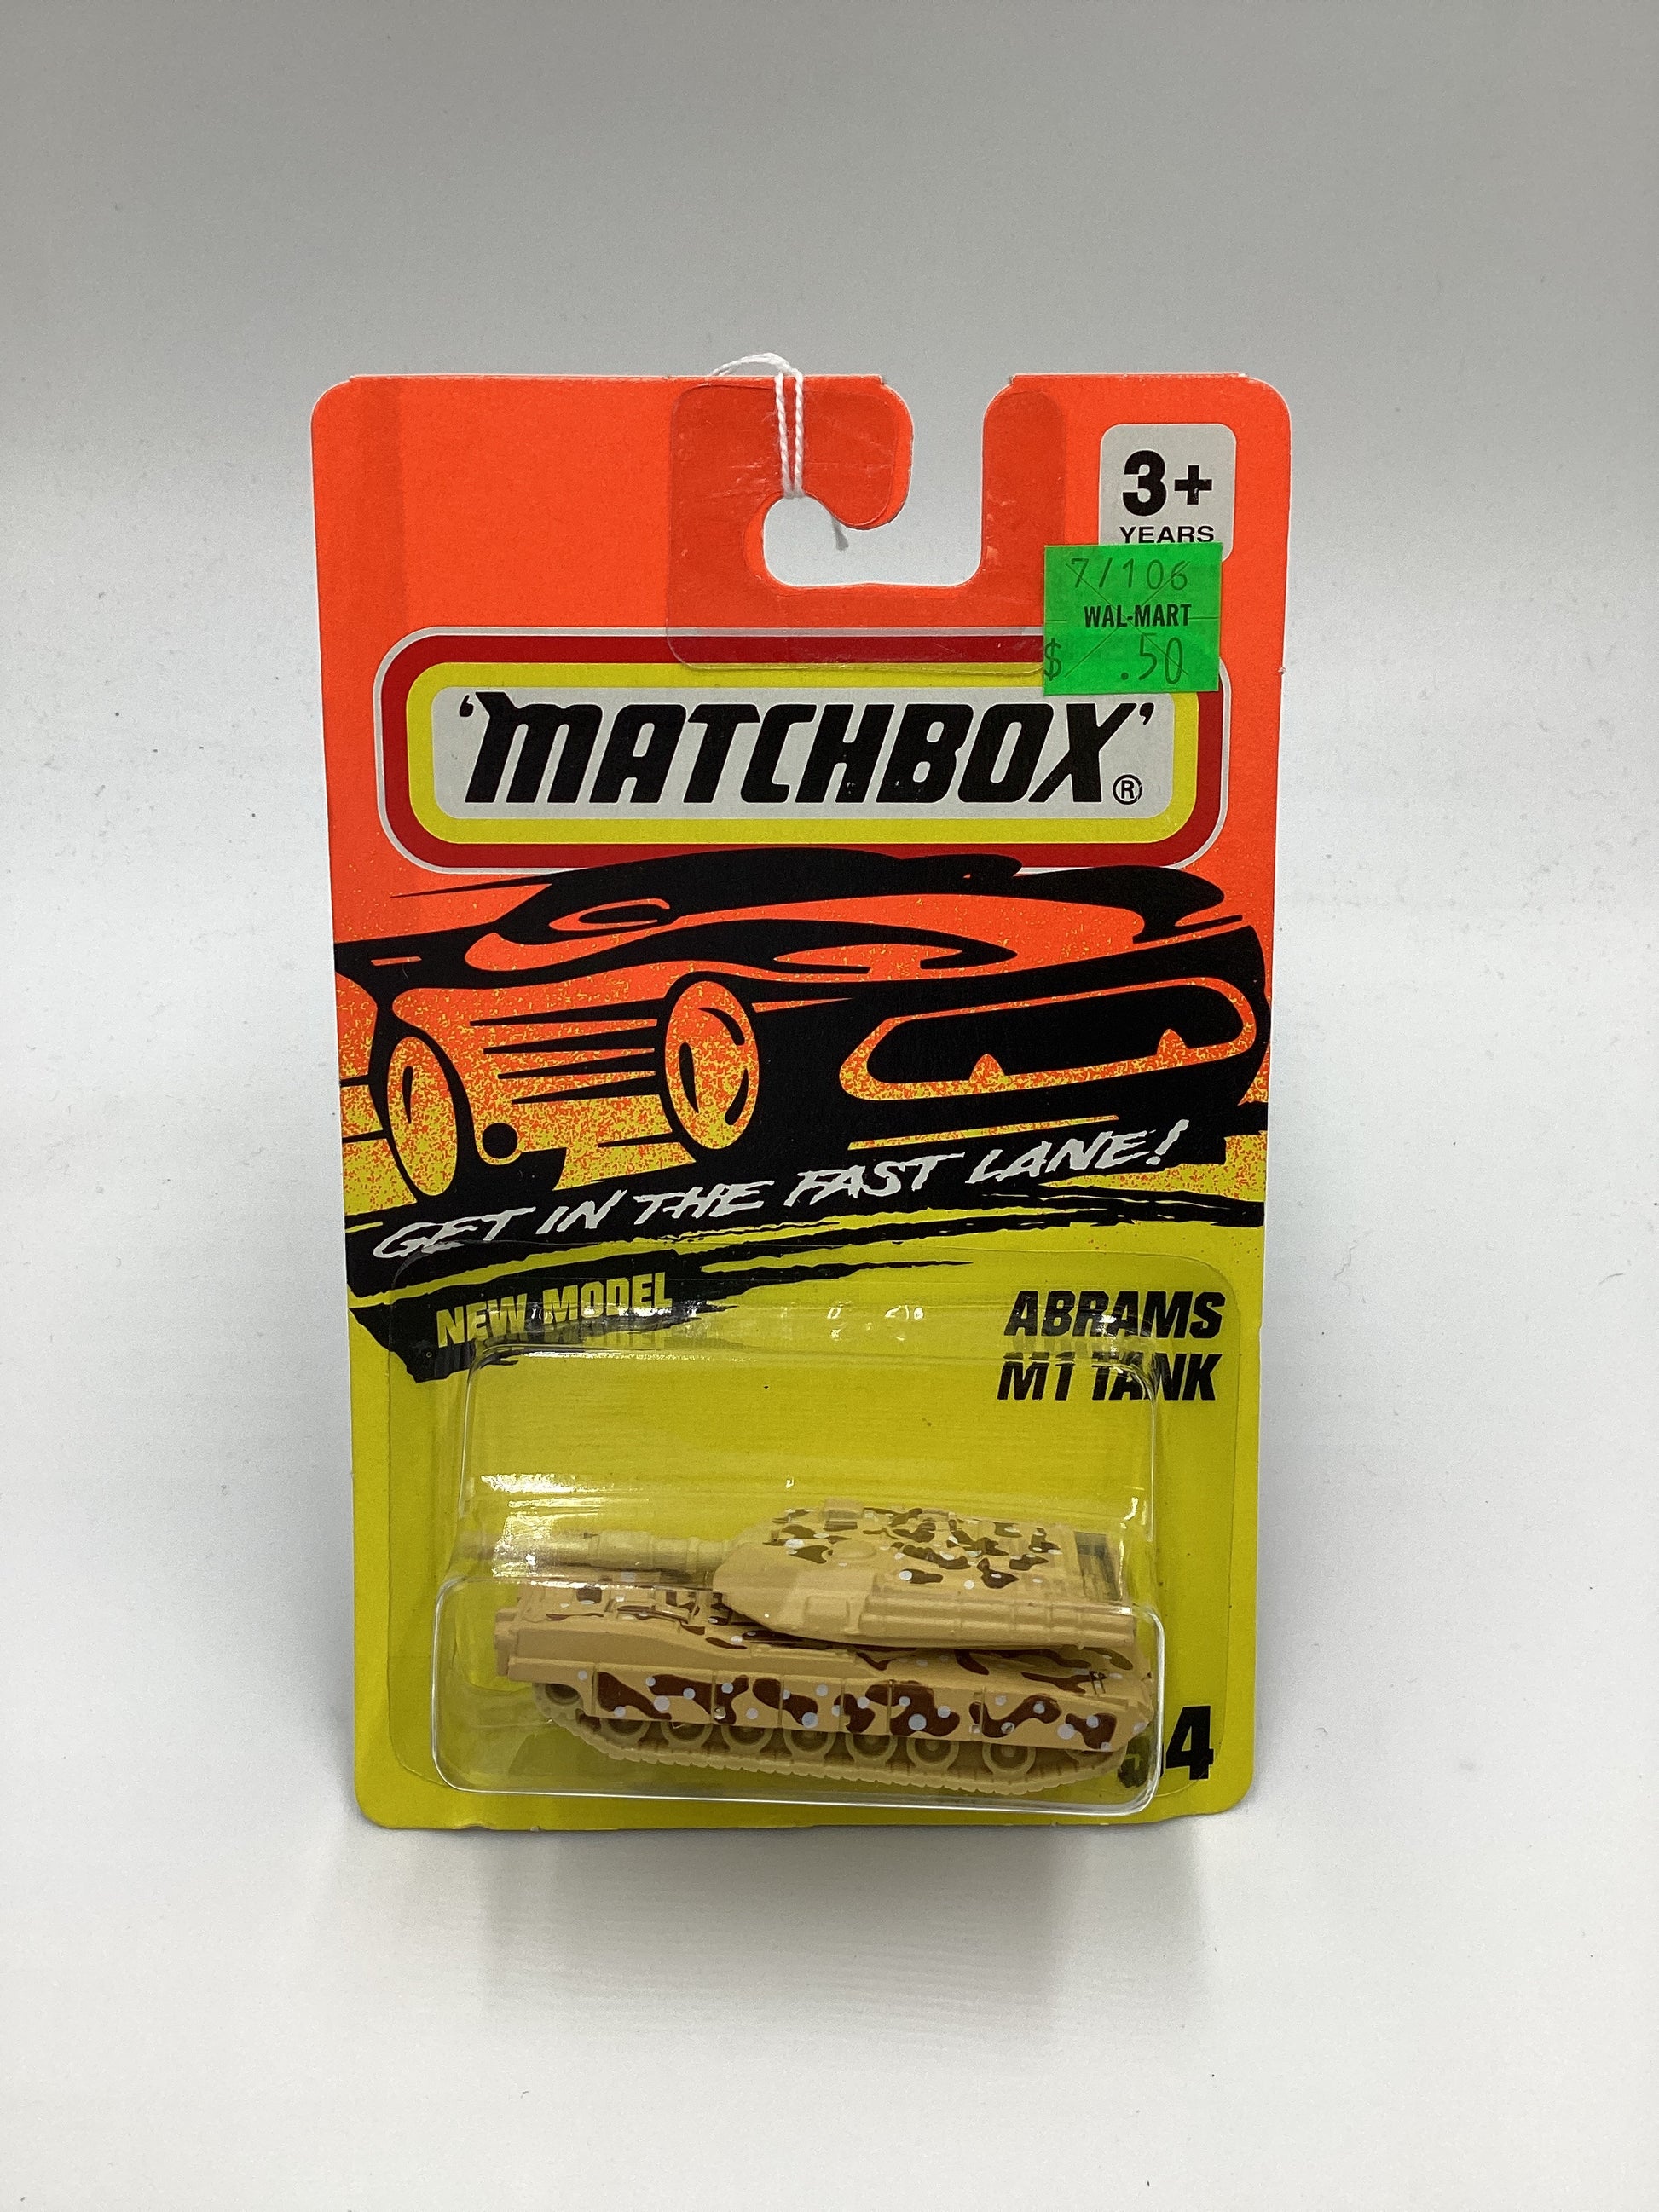 3+
YEARS
7/106
WAL-MART
$ .50
'MATCHBOX'®
GET IN THE FAST LANE!
NEW MODEL
ABRAMS
M1 TANK